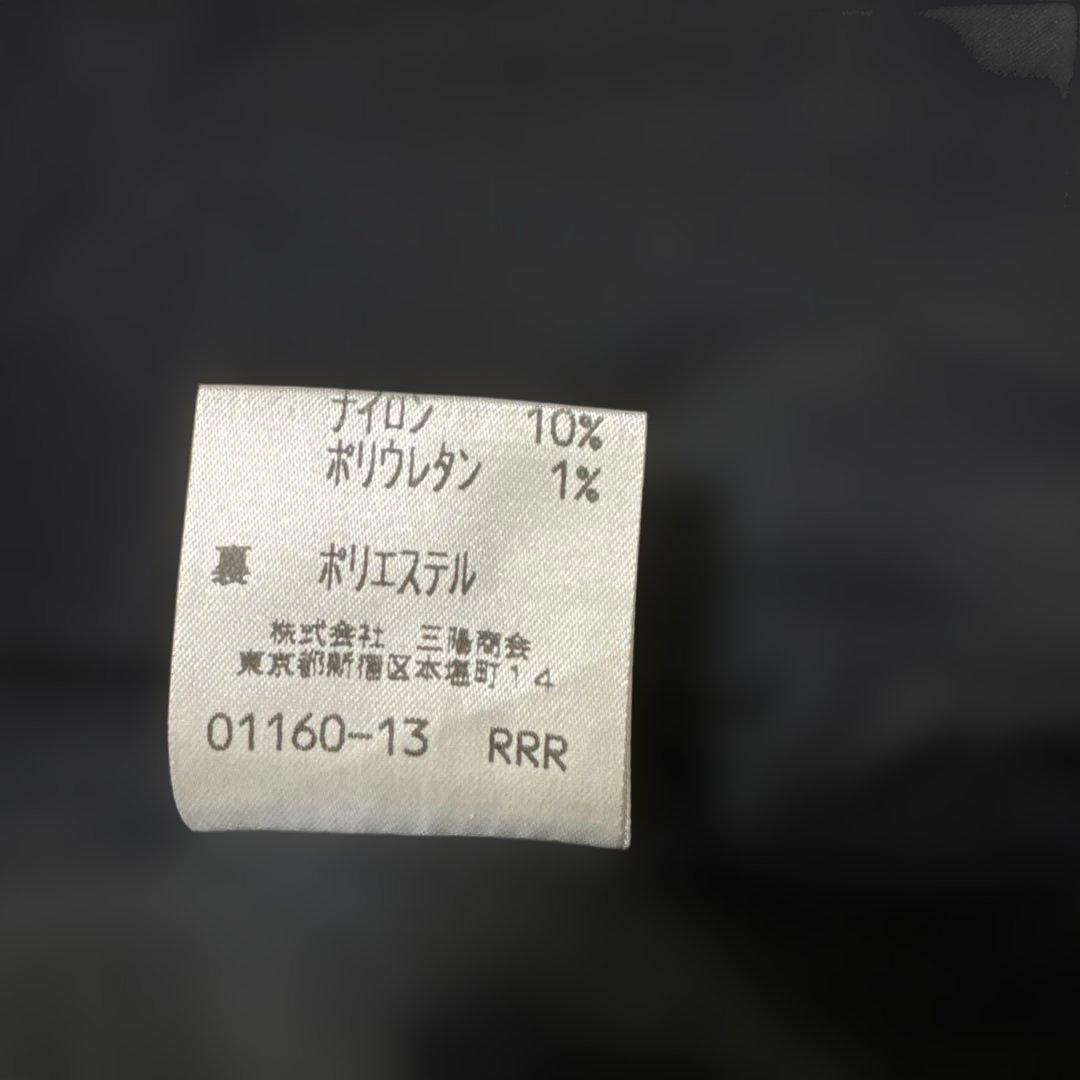 ナイロン 10%
ポリウレタン 1%
裏 ポリエステル
株式会社 三陽商会
東京都新宿区本塩町14
01160-13 RRR